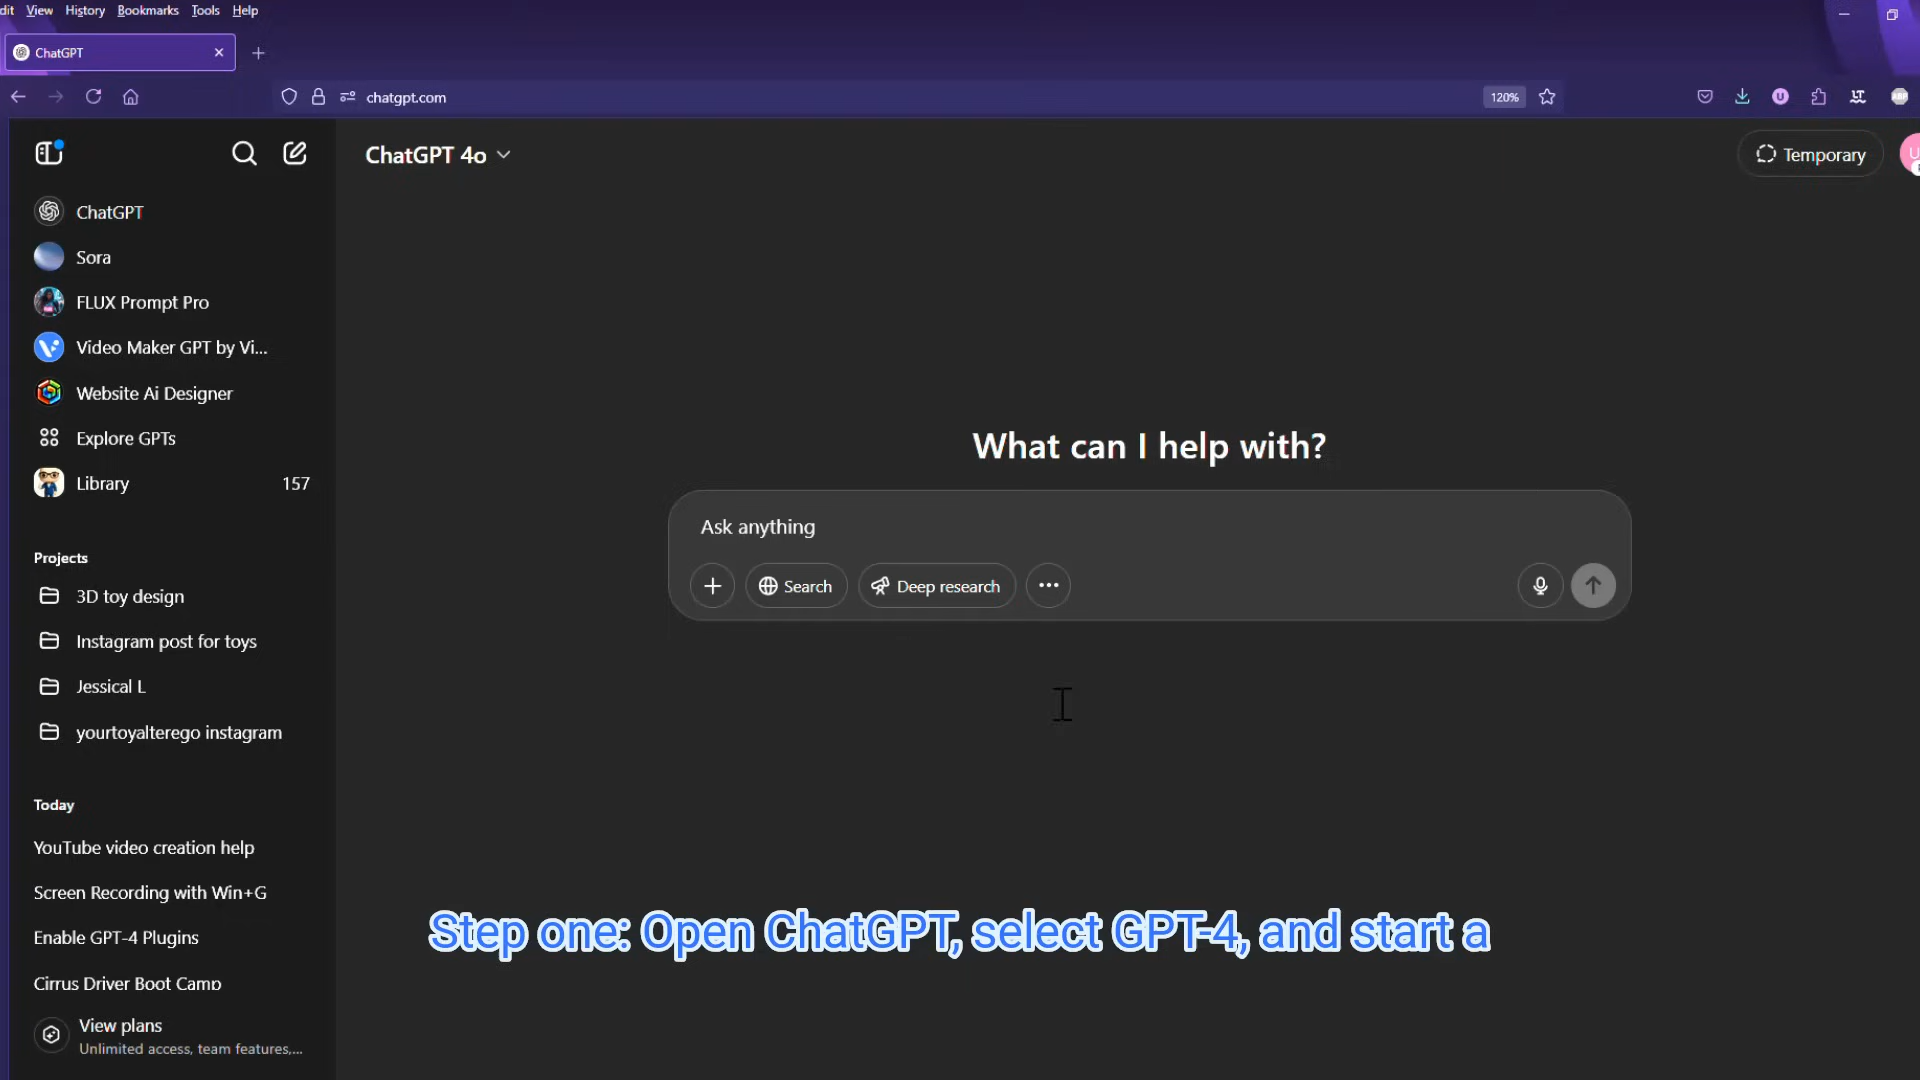 dit View History Bookmarks Tools Help
ChatGPT
chatgpt.com
120%
ChatGPT 4o
Temporary
ChatGPT
Sora
FLUX Prompt Pro
Video Maker GPT by Vi...
Website Ai Designer
Explore GPTs
Library 157
What can I help with?
Ask anything
Search Deep research
Projects
3D toy design
Instagram post for toys
Jessical L
yourtoyalterego instagram
Today
YouTube video creation help
Screen Recording with Win+G
Enable GPT-4 Plugins
Cirrus Driver Boot Camp
View plans
Unlimited access, team features,...
Step one: Open ChatGPT, select GPT-4, and start a